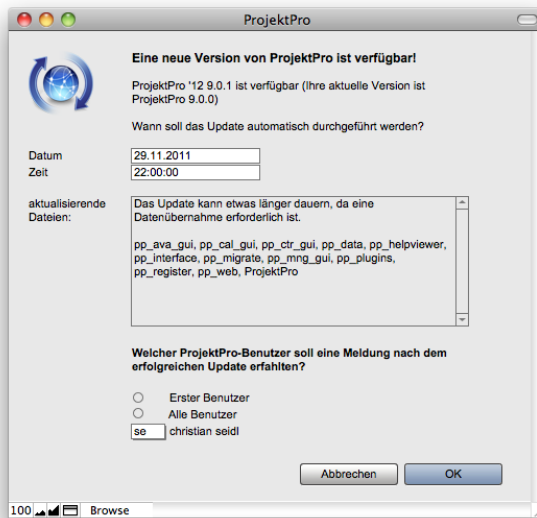 ProjektPro
Eine neue Version von ProjektPro ist verfügbar!
ProjektPro '12 9.0.1 ist verfügbar (Ihre aktuelle Version ist
ProjektPro 9.0.0)
Wann soll das Update automatisch durchgeführt werden?
Datum 29.11.2011
Zeit 22:00:00
aktualisierende
Dateien:
Das Update kann etwas länger dauern, da eine
Datenübernahme erforderlich ist.
pp_ava_gui, pp_cal_gui, pp_ctr_gui, pp_data, pp_helpviewer,
pp_interface, pp_migrate, pp_mng_gui, pp_plugins,
pp_register, pp_web, ProjektPro
Welcher ProjektPro-Benutzer soll eine Meldung nach dem
erfolgreichen Update erfahlten?
Erster Benutzer
Alle Benutzer
se christian seidl
Abbrechen OK
100 Browse